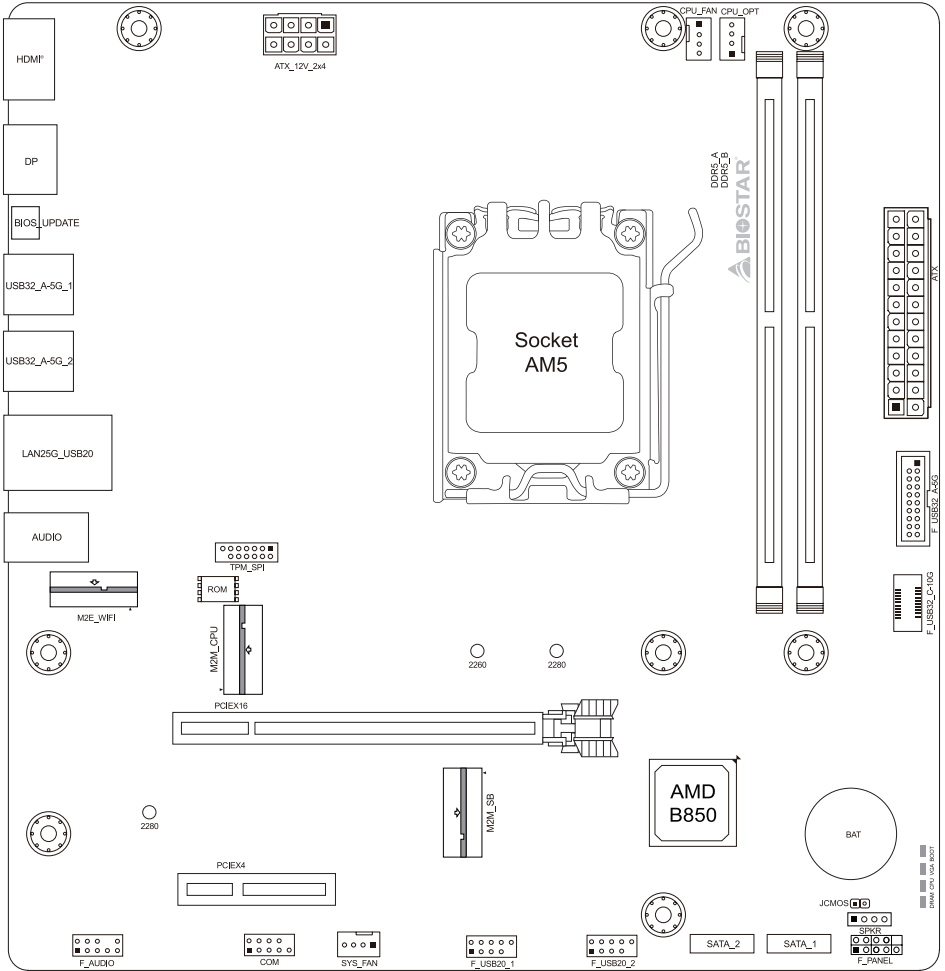 CPU_FAN CPU_OPT
HDMI®
ATX_12V_2x4
DP
DDR5_A
DDR5_B
BIOSTAR
BIOS_UPDATE
ATX
USB32_A-5G_1
Socket
AM5
USB32_A-5G_2
LAN25G_USB20
F_USB32_A-5G
AUDIO
TPM_SPI
ROM
M2E_WIFI
F_USB32_C-10G
M2M_CPU
2260
2280
PCIEX16
AMD
B850
M2M_SB
2280
BAT
PCIEX4
DRAM CPU VGA BOOT
JCMOS
SPKR
F_AUDIO
COM
SYS_FAN
F_USB20_1
F_USB20_2
SATA_2
SATA_1
F_PANEL